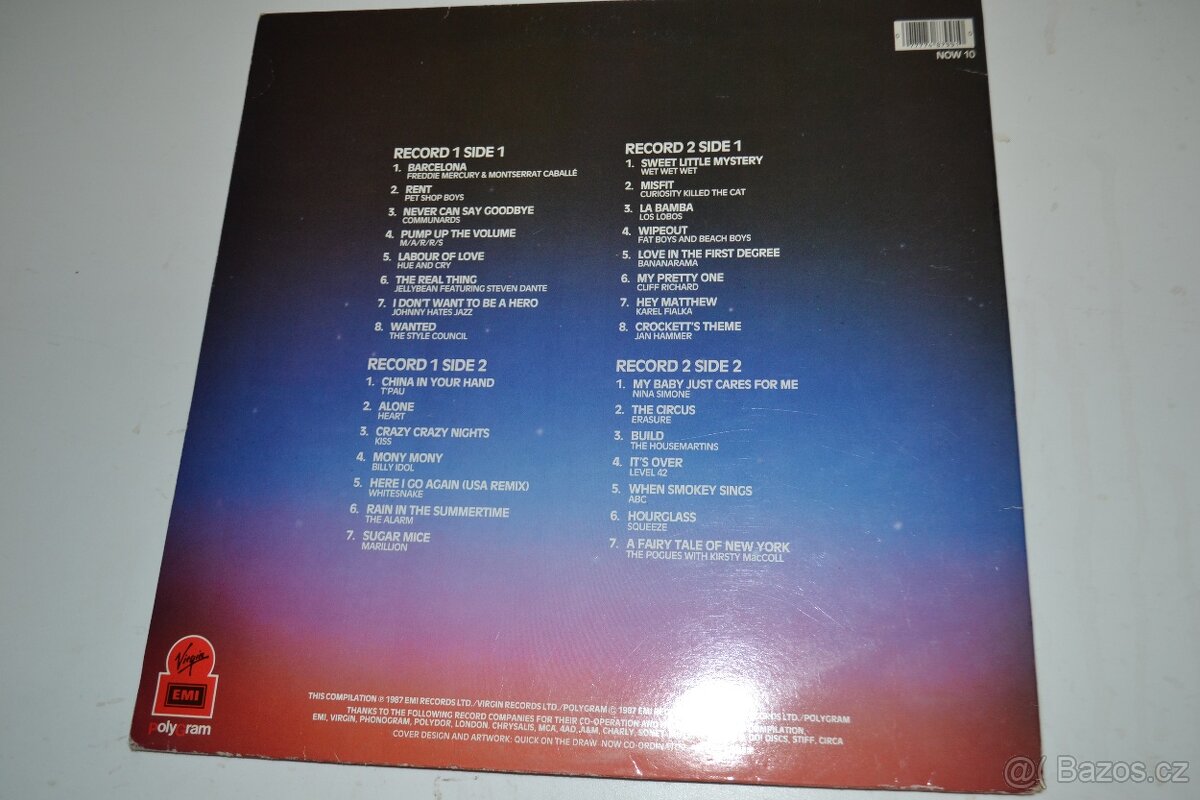 NOW 10
RECORD 1 SIDE 1
1. BARCELONA
FREDDIE MERCURY & MONTSERRAT CABALLÉ
2. RENT
PET SHOP BOYS
3. NEVER CAN SAY GOODBYE
COMMUNARDS
4. PUMP UP THE VOLUME
M/A/R/R/S
5. LABOUR OF LOVE
HUE AND CRY
6. THE REAL THING
JELLYBEAN FEATURING STEVEN DANTE
7. I DON'T WANT TO BE A HERO
JOHNNY HATES JAZZ
8. WANTED
THE STYLE COUNCIL
RECORD 1 SIDE 2
1. CHINA IN YOUR HAND
T'PAU
2. ALONE
HEART
3. CRAZY CRAZY NIGHTS
KISS
4. MONY MONY
BILLY IDOL
5. HERE I GO AGAIN (USA REMIX)
WHITESNAKE
6. RAIN IN THE SUMMERTIME
THE ALARM
7. SUGAR MICE
MARILLION
RECORD 2 SIDE 1
1. SWEET LITTLE MYSTERY
WET WET WET
2. MISFIT
CURIOSITY KILLED THE CAT
3. LA BAMBA
LOS LOBOS
4. WIPEOUT
FAT BOYS AND BEACH BOYS
5. LOVE IN THE FIRST DEGREE
BANANARAMA
6. MY PRETTY ONE
CLIFF RICHARD
7. HEY MATTHEW
KAREL FIALKA
8. CROCKETT'S THEME
JAN HAMMER
RECORD 2 SIDE 2
1. MY BABY JUST CARES FOR ME
NINA SIMONE
2. THE CIRCUS
ERASURE
3. BUILD
THE HOUSEMARTINS
4. IT'S OVER
LEVEL 42
5. WHEN SMOKEY SINGS
ABC
6. HOURGLASS
SQUEEZE
7. A FAIRY TALE OF NEW YORK
THE POGUES WITH KIRSTY MacCOLL
Virgin
EMI
polyGram
THIS COMPILATION ℗ 1987 EMI RECORDS LTD./VIRGIN RECORDS LTD./POLYGRAM © 1987 EMI RECORDS LTD./POLYGRAM
THANKS TO THE FOLLOWING RECORD COMPANIES FOR THEIR CO-OPERATION AND COMPILATION,
EMI, VIRGIN, PHONOGRAM, POLYDOR, LONDON, CHRYSALIS, MCA, 4AD, A&M, CHARLY, DISCS, STIFF, CIRCA
COVER DESIGN AND ARTWORK: QUICK ON THE DRAW NOW
Bazos.cz